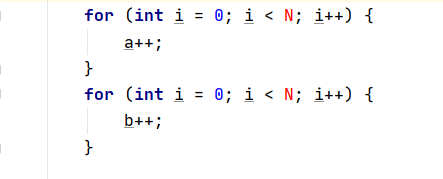 for (int i = 0; i < N; i++) {
    a++;
}
for (int i = 0; i < N; i++) {
    b++;
}